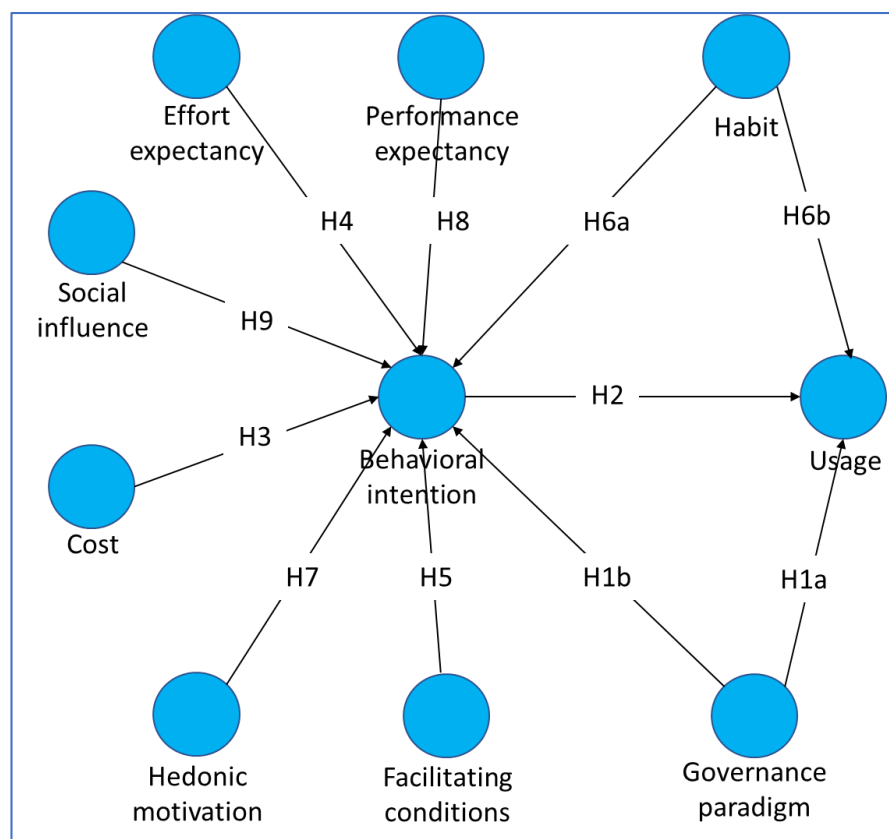 Effort
expectancy
Performance
expectancy
Habit
H4
H8
H6a
H6b
Social
influence
H9
H2
H3
Behavioral
intention
Usage
Cost
H7
H5
H1b
H1a
Hedonic
motivation
Facilitating
conditions
Governance
paradigm